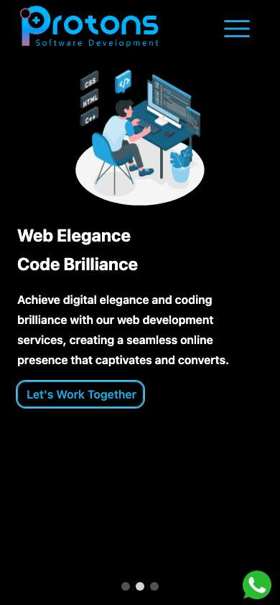 Protons
Software Development
CSS
HTML
C++
</>
Web Elegance
Code Brilliance
Achieve digital elegance and coding
brilliance with our web development
services, creating a seamless online
presence that captivates and converts.
Let's Work Together